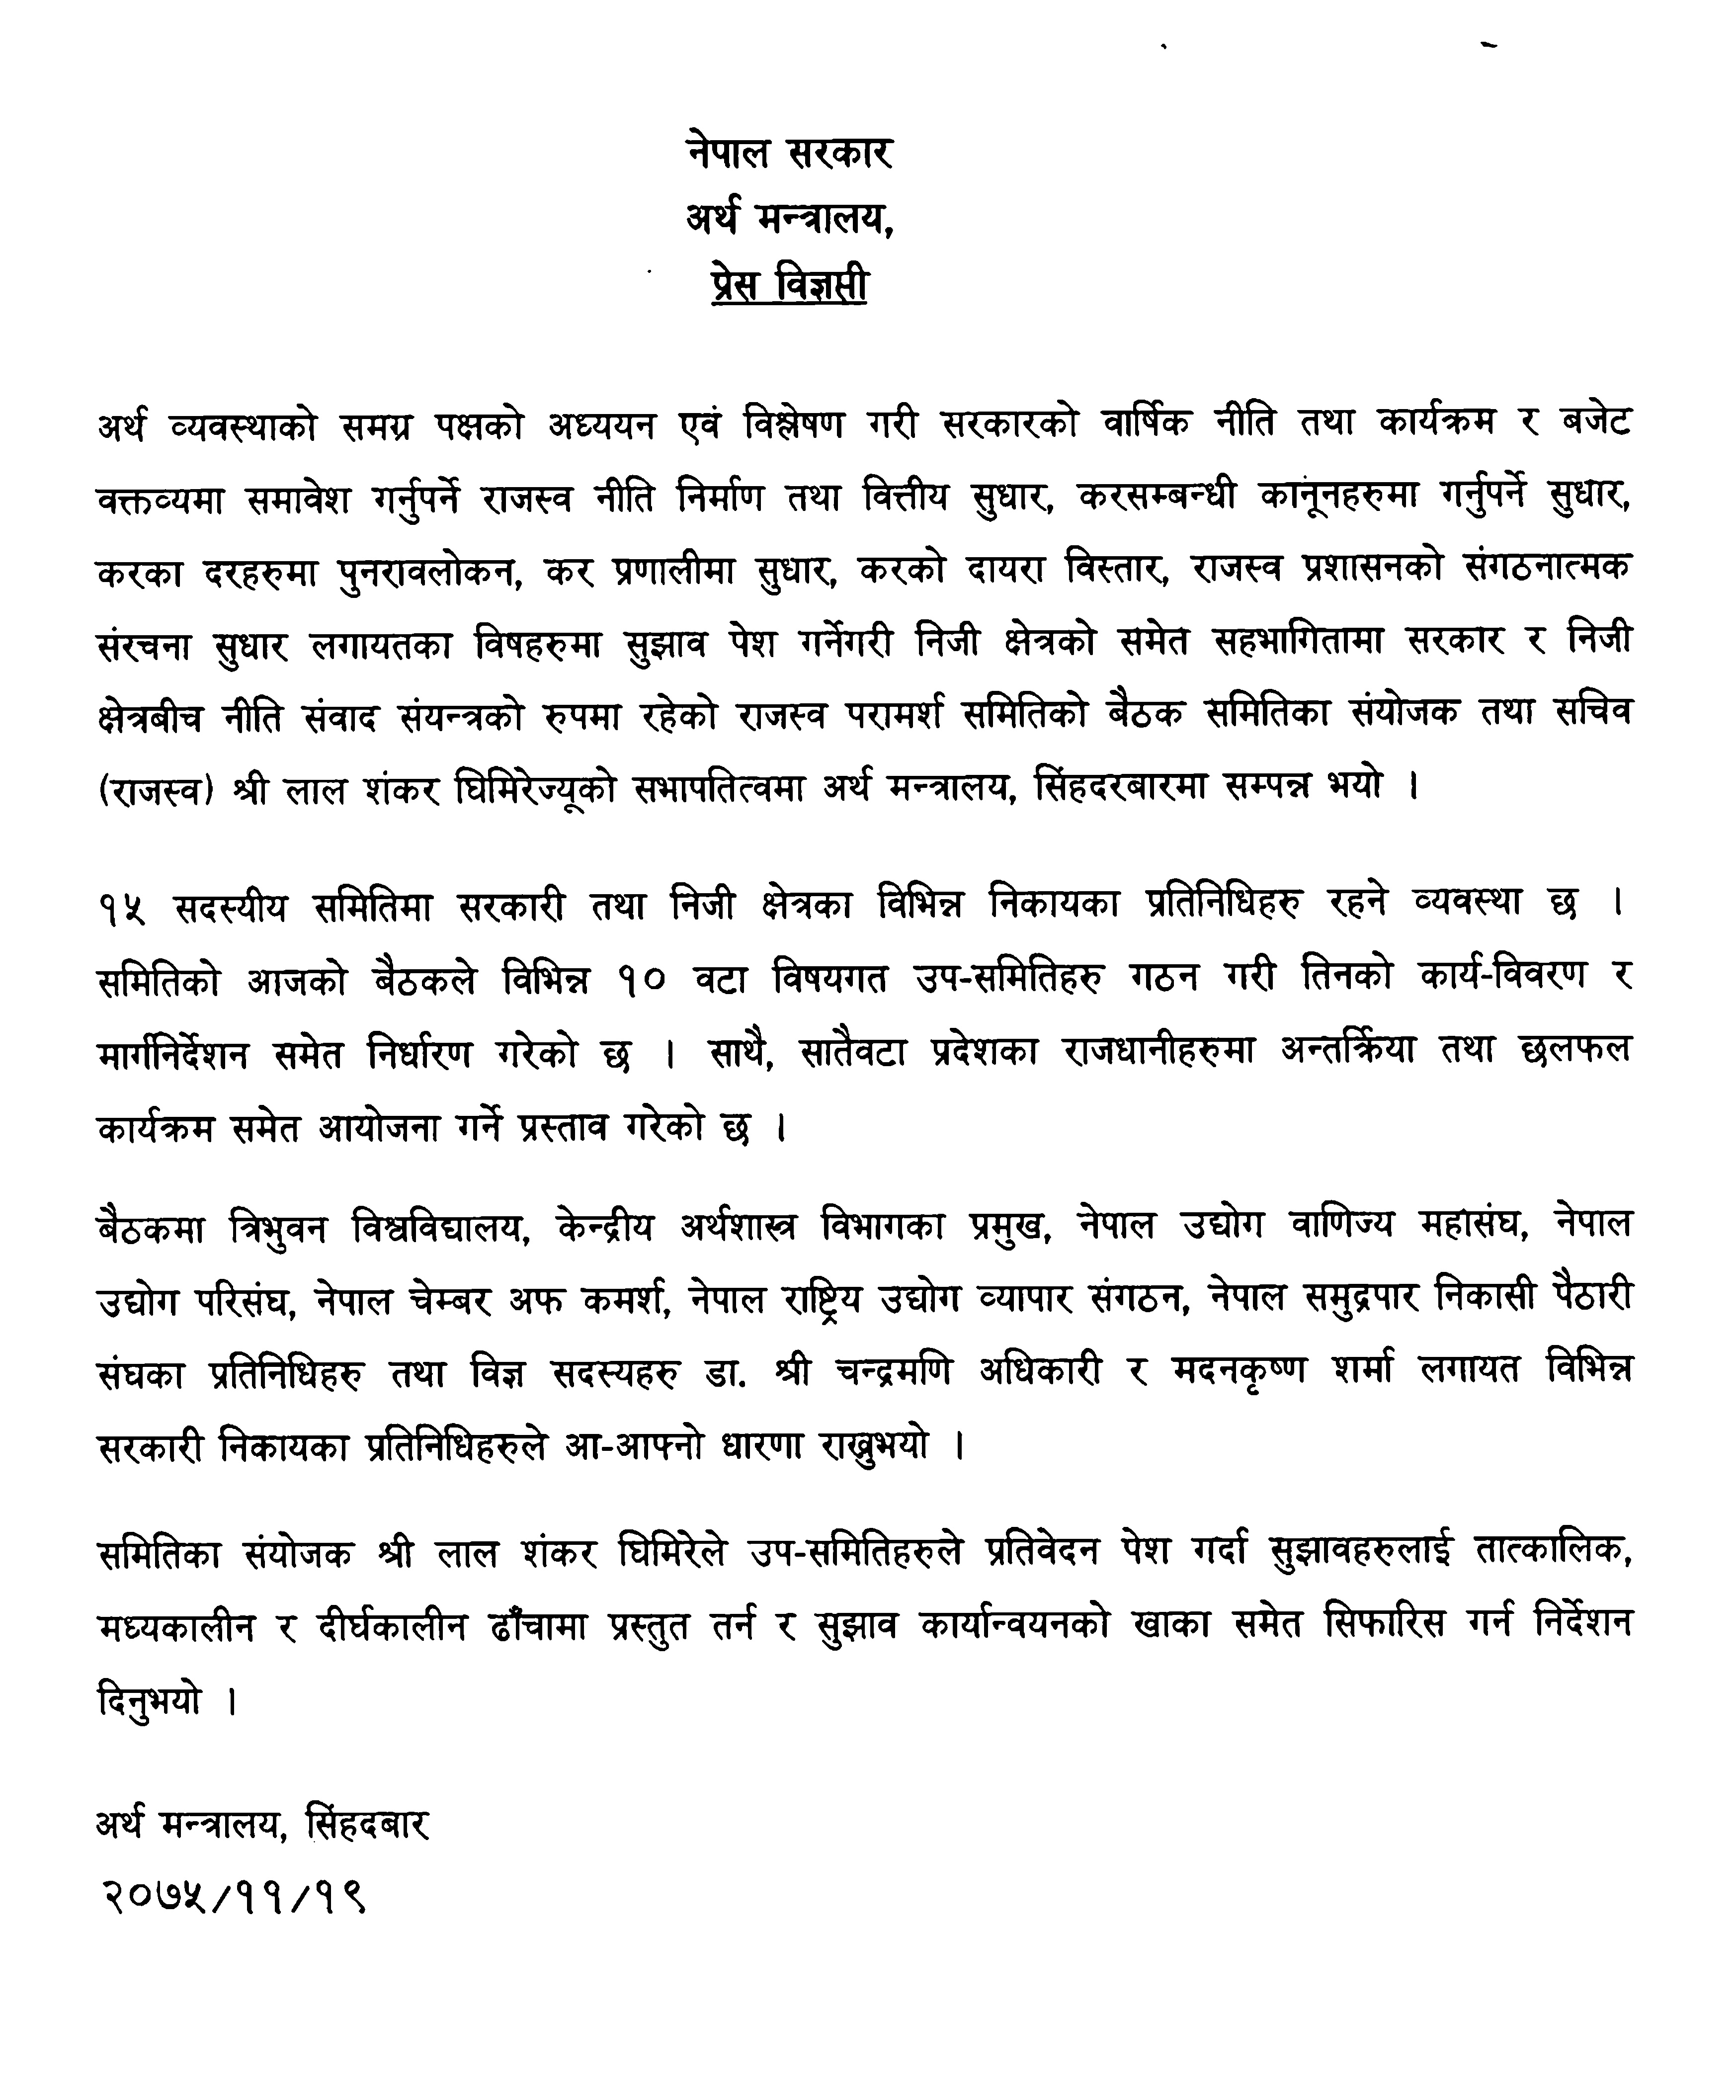 नेपाल सरकार
अर्थ मन्त्रालय,
प्रेस विज्ञप्ती
अर्थ व्यवस्थाको समग्र पक्षको अध्ययन एवं विश्लेषण गरी सरकारको वार्षिक नीति तथा कार्यक्रम र बजेट
वक्तव्यमा समावेश गर्नुपर्ने राजस्व नीति निर्माण तथा वित्तीय सुधार, करसम्बन्धी कानूनहरुमा गर्नुपर्ने सुधार,
करका दरहरुमा पुनरावलोकन, कर प्रणालीमा सुधार, करको दायरा विस्तार, राजस्व प्रशासनको संगठनात्मक
संरचना सुधार लगायतका विषहरुमा सुझाव पेश गर्नेगरी निजी क्षेत्रको समेत सहभागितामा सरकार र निजी
क्षेत्रबीच नीति संवाद संयन्त्रको रुपमा रहेको राजस्व परामर्श समितिको बैठक समितिका संयोजक तथा सचिव
(राजस्व) श्री लाल शंकर घिमिरेज्यूको सभापतित्वमा अर्थ मन्त्रालय, सिंहदरबारमा सम्पन्न भयो ।
१५ सदस्यीय समितिमा सरकारी तथा निजी क्षेत्रका विभिन्न निकायका प्रतिनिधिहरु रहने व्यवस्था छ ।
समितिको आजको बैठकले विभिन्न १० वटा विषयगत उप-समितिहरु गठन गरी तिनको कार्य-विवरण र
मार्गनिर्देशन समेत निर्धारण गरेको छ । साथै, सातैवटा प्रदेशका राजधानीहरुमा अन्तर्क्रिया तथा छलफल
कार्यक्रम समेत आयोजना गर्ने प्रस्ताव गरेको छ ।
बैठकमा त्रिभुवन विश्वविद्यालय, केन्द्रीय अर्थशास्त्र विभागका प्रमुख, नेपाल उद्योग वाणिज्य महासंघ, नेपाल
उद्योग परिसंघ, नेपाल चेम्बर अफ कमर्श, नेपाल राष्ट्रिय उद्योग व्यापार संगठन, नेपाल समुद्रपार निकासी पैठारी
संघका प्रतिनिधिहरु तथा विज्ञ सदस्यहरु डा. श्री चन्द्रमणि अधिकारी र मदनकृष्ण शर्मा लगायत विभिन्न
सरकारी निकायका प्रतिनिधिहरुले आ-आफ्नो धारणा राख्नुभयो ।
समितिका संयोजक श्री लाल शंकर घिमिरेले उप-समितिहरुले प्रतिवेदन पेश गर्दा सुझावहरुलाई तात्कालिक,
मध्यकालीन र दीर्घकालीन ढाँचामा प्रस्तुत तर्न र सुझाव कार्यान्वयनको खाका समेत सिफारिस गर्न निर्देशन
दिनुभयो ।
अर्थ मन्त्रालय, सिंहदबार
२०७५/११/१९